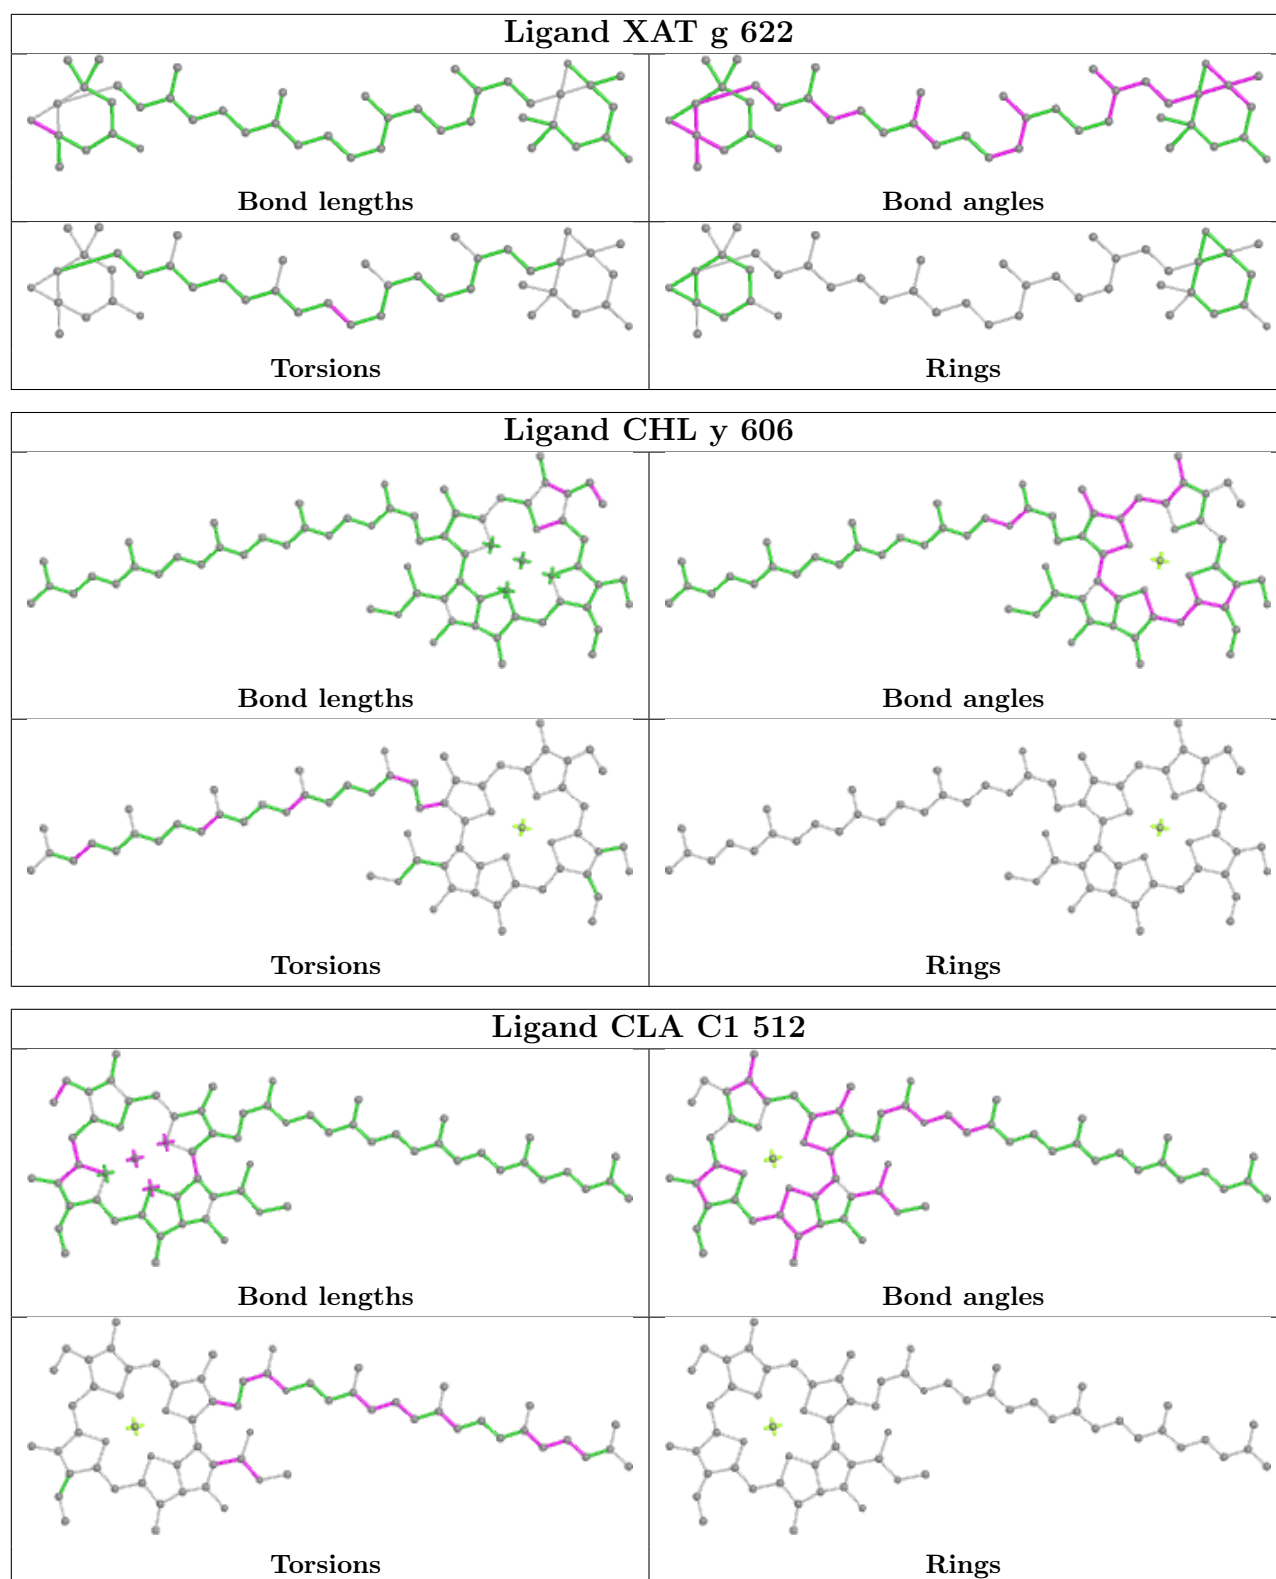 Ligand XAT g 622
Bond lengths
Bond angles
Torsions
Rings
Ligand CHL y 606
Bond lengths
Bond angles
Torsions
Rings
Ligand CLA C1 512
Bond lengths
Bond angles
Torsions
Rings